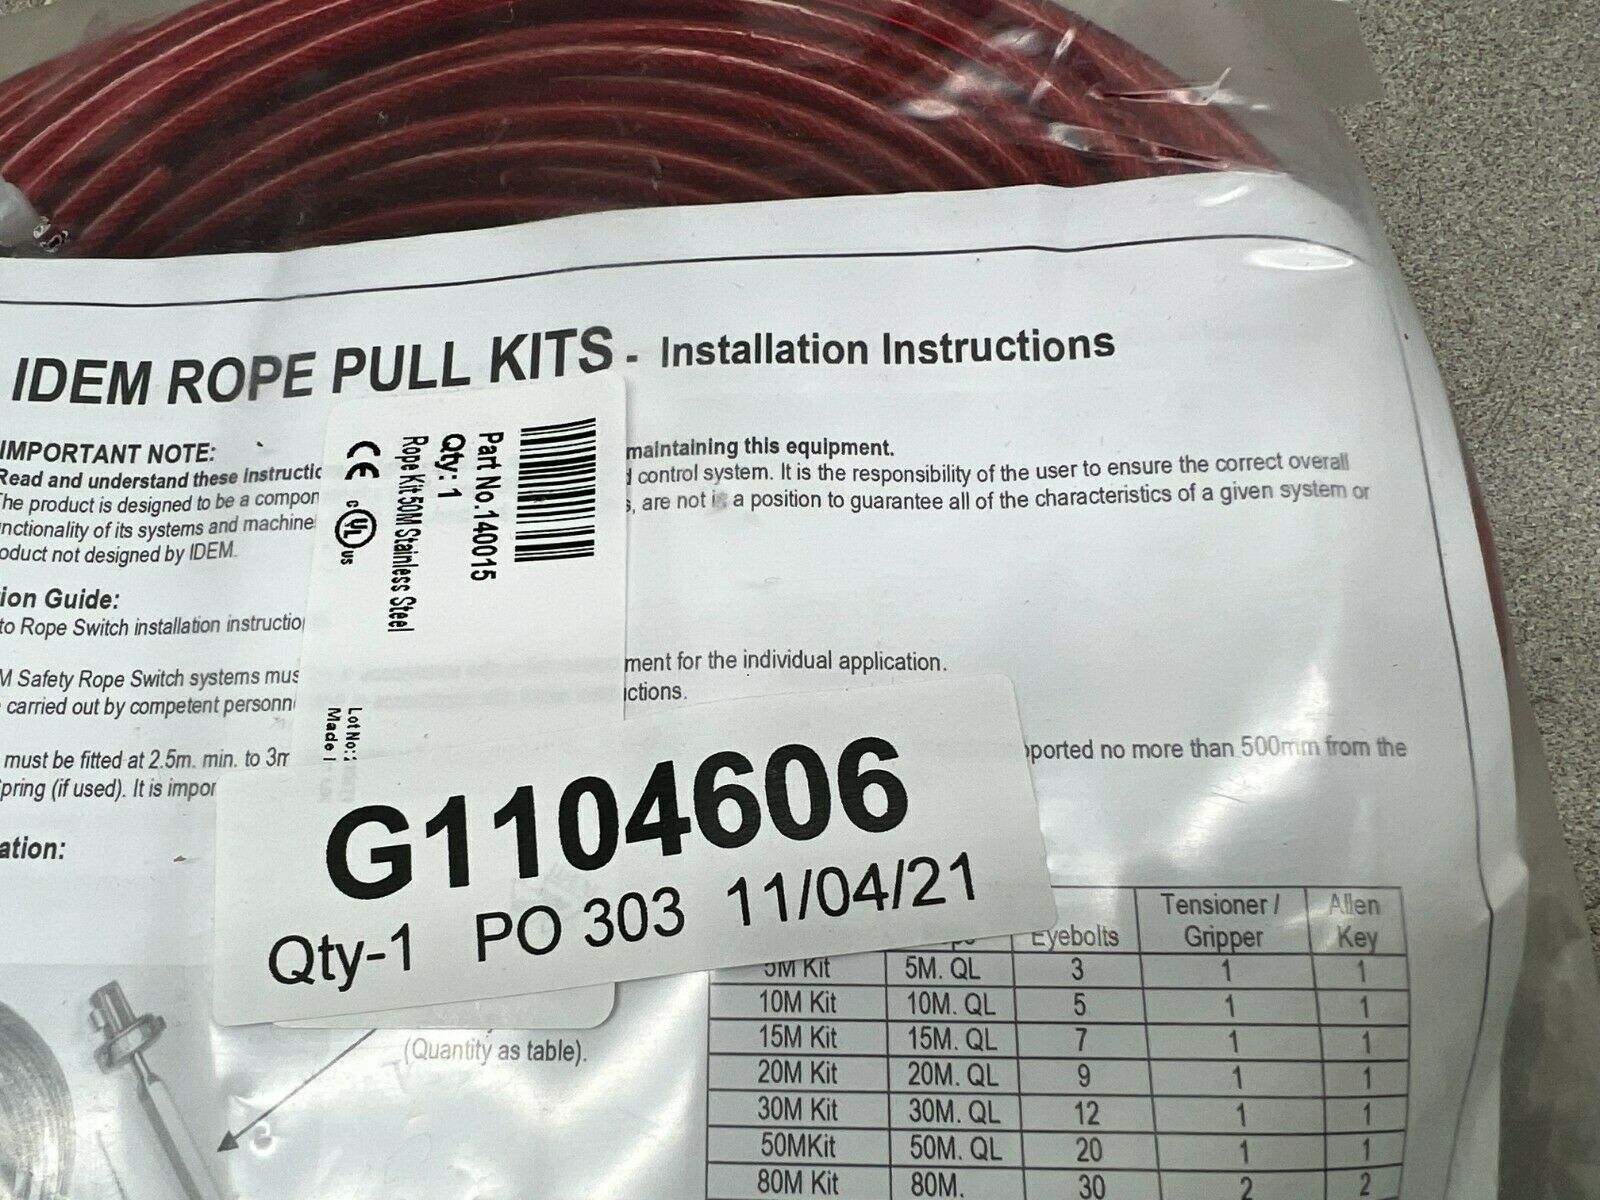 IDEM ROPE PULL KITS - Installation Instructions
IMPORTANT NOTE:
Read and understand these instructi
maintaining this equipment.
The product is designed to be a compon
control system. It is the responsibility of the user to ensure the correct overall
nctionality of its systems and machine
s, are not in a position to guarantee all of the characteristics of a given system or
oduct not designed by IDEM.
ion Guide:
to Rope Switch installation instructio
M Safety Rope Switch systems mus
ment for the individual application.
carried out by competent personn
ctions.
must be fitted at 2.5m. min. to 3m
ported no more than 500mm from the
pring (if used). It is impor
ation:
Part No.140015
Qty: 1
Rope Kit 50M Stainless Steel
CE
c UL us
Lot No:
Made
G1104606
Qty-1 PO 303 11/04/21
(Quantity as table).
Eyebolts Tensioner / Gripper Allen Key
5M Kit 5M. QL 3 1 1
10M Kit 10M. QL 5 1 1
15M Kit 15M. QL 7 1 1
20M Kit 20M. QL 9 1 1
30M Kit 30M. QL 12 1 1
50MKit 50M. QL 20 1 1
80M Kit 80M. 30 2 2